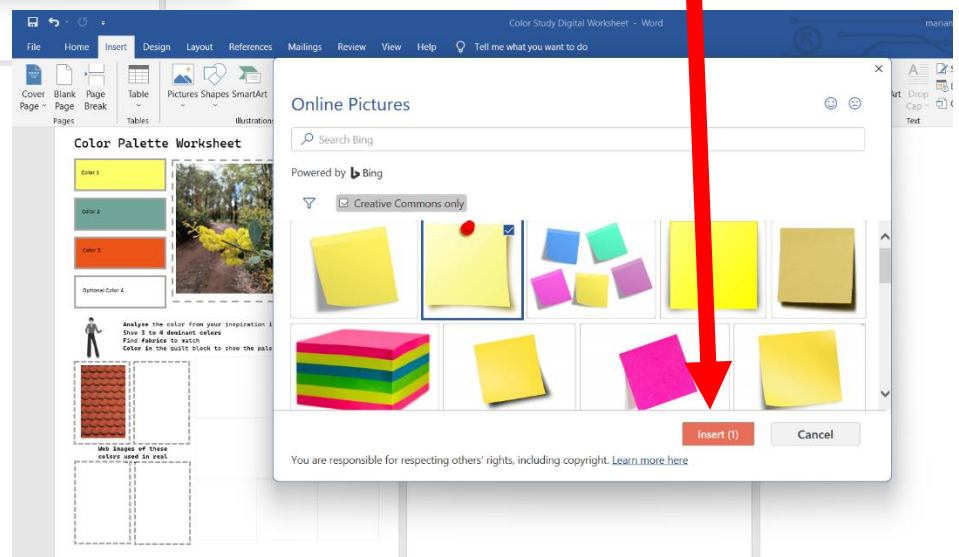 Color Study Digital Worksheet - Word
marian
File Home Insert Design Layout References Mailings Review View Help Tell me what you want to do
Cover Page
Blank Page
Page Break
Table
Pictures
Shapes
SmartArt
Drop Cap
Pages
Tables
Illustration
Text
Color Palette Worksheet
Color 1
Color 2
Color 3
Optional Color 4
Analyse the color from your inspiration i
Show 3 to 4 dominant colors
Find fabrics to match
Color in the quilt block to show the pale
Web images of these
colors used in real
Online Pictures
Search Bing
Powered by Bing
Creative Commons only
Insert (1)
Cancel
You are responsible for respecting others' rights, including copyright. Learn more here